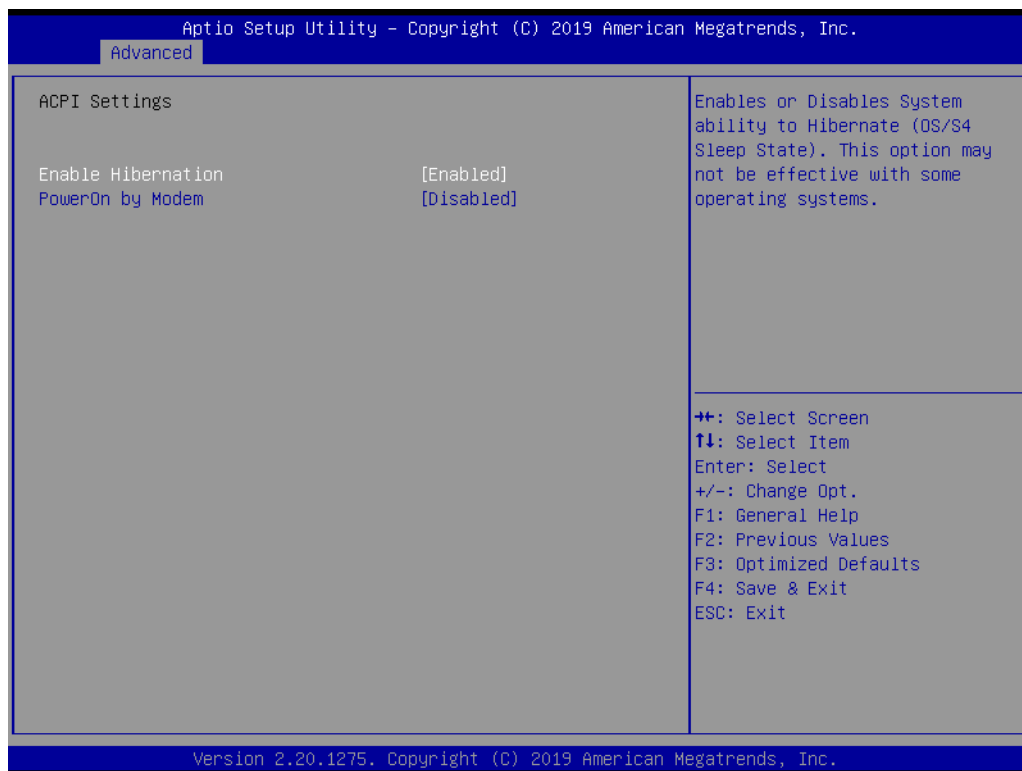 Aptio Setup Utility – Copyright (C) 2019 American Megatrends, Inc.
Advanced
ACPI Settings
Enable Hibernation [Enabled]
PowerOn by Modem [Disabled]
Enables or Disables System
ability to Hibernate (OS/S4
Sleep State). This option may
not be effective with some
operating systems.
→←: Select Screen
↑↓: Select Item
Enter: Select
+/-: Change Opt.
F1: General Help
F2: Previous Values
F3: Optimized Defaults
F4: Save & Exit
ESC: Exit
Version 2.20.1275. Copyright (C) 2019 American Megatrends, Inc.